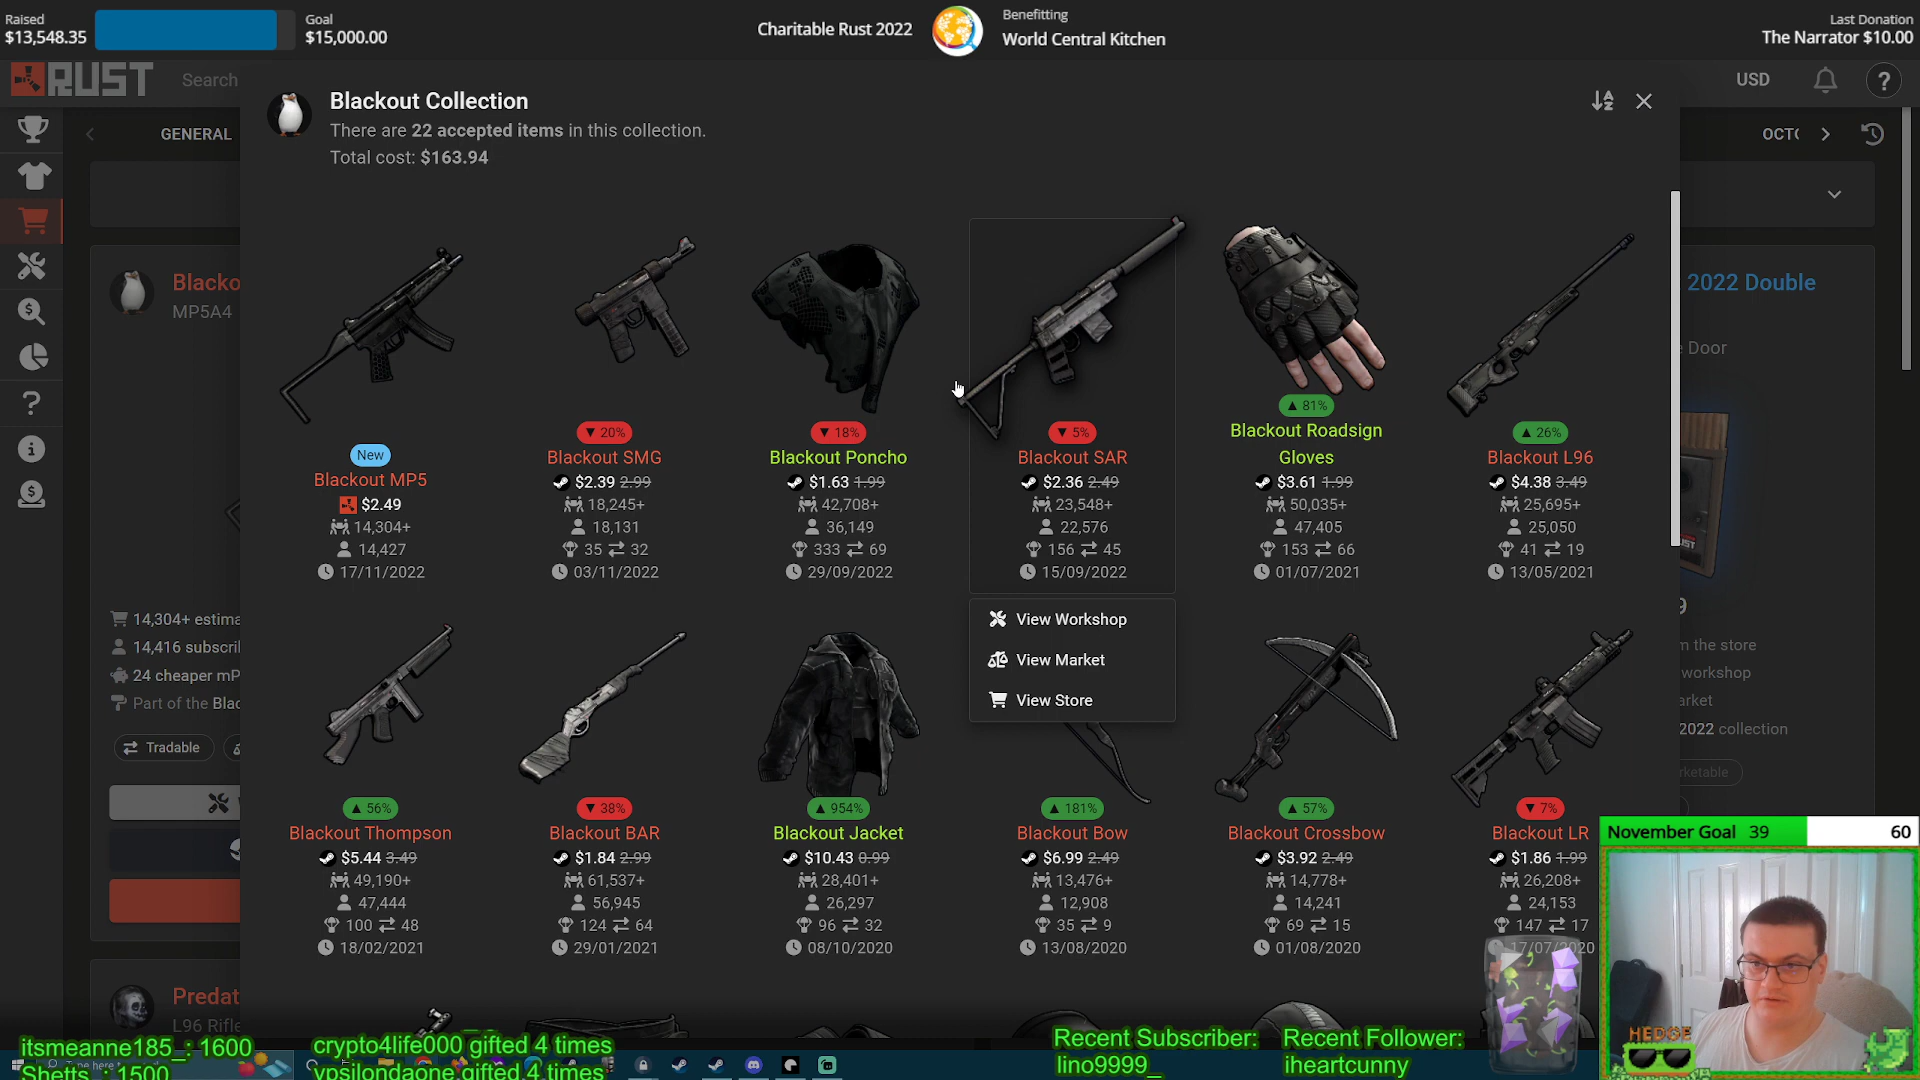 Raised
$13,548.35
Goal
$15,000.00
Charitable Rust 2022
Benefitting
World Central Kitchen
Last Donation
The Narrator $10.00
RUST
Search
USD
?
Blackout Collection
There are 22 accepted items in this collection.
Total cost: $163.94
GENERAL
OCT
Blacko
MP5A4
2022 Double
Door
New
Blackout MP5
$2.49
14,304+
14,427
17/11/2022
▼ 20%
Blackout SMG
$2.39 2.99
18,245+
18,131
35 ⇄ 32
03/11/2022
▼ 18%
Blackout Poncho
$1.63 1.99
42,708+
36,149
333 ⇄ 69
29/09/2022
▼ 5%
Blackout SAR
$2.36 2.49
23,548+
22,576
156 ⇄ 45
15/09/2022
▲ 81%
Blackout Roadsign
Gloves
$3.61 1.99
50,035+
47,405
153 ⇄ 66
01/07/2021
▲ 26%
Blackout L96
$4.38 3.49
25,695+
25,050
41 ⇄ 19
13/05/2021
14,304+ estima
14,416 subscri
24 cheaper mP
Part of the Blac
Tradable
View Workshop
View Market
View Store
m the store
workshop
arket
2022 collection
rketable
▲ 56%
Blackout Thompson
$5.44 3.49
49,190+
47,444
100 ⇄ 48
18/02/2021
▼ 38%
Blackout BAR
$1.84 2.99
61,537+
56,945
124 ⇄ 64
29/01/2021
▲ 954%
Blackout Jacket
$10.43 0.99
28,401+
26,297
96 ⇄ 32
08/10/2020
▲ 181%
Blackout Bow
$6.99 2.49
13,476+
12,908
35 ⇄ 9
13/08/2020
▲ 57%
Blackout Crossbow
$3.92 2.49
14,778+
14,241
69 ⇄ 15
01/08/2020
▼ 7%
Blackout LR
$1.86 1.99
26,208+
24,153
147 ⇄ 17
17/07/2020
November Goal 39
60
Predat
L96 Rifle
itsmeanne185_: 1600
Shetts_: 1500
crypto4life000 gifted 4 times
ypsilondaone gifted 4 times
Recent Subscriber:
lino9999_
Recent Follower:
iheartcunny
HEDGE